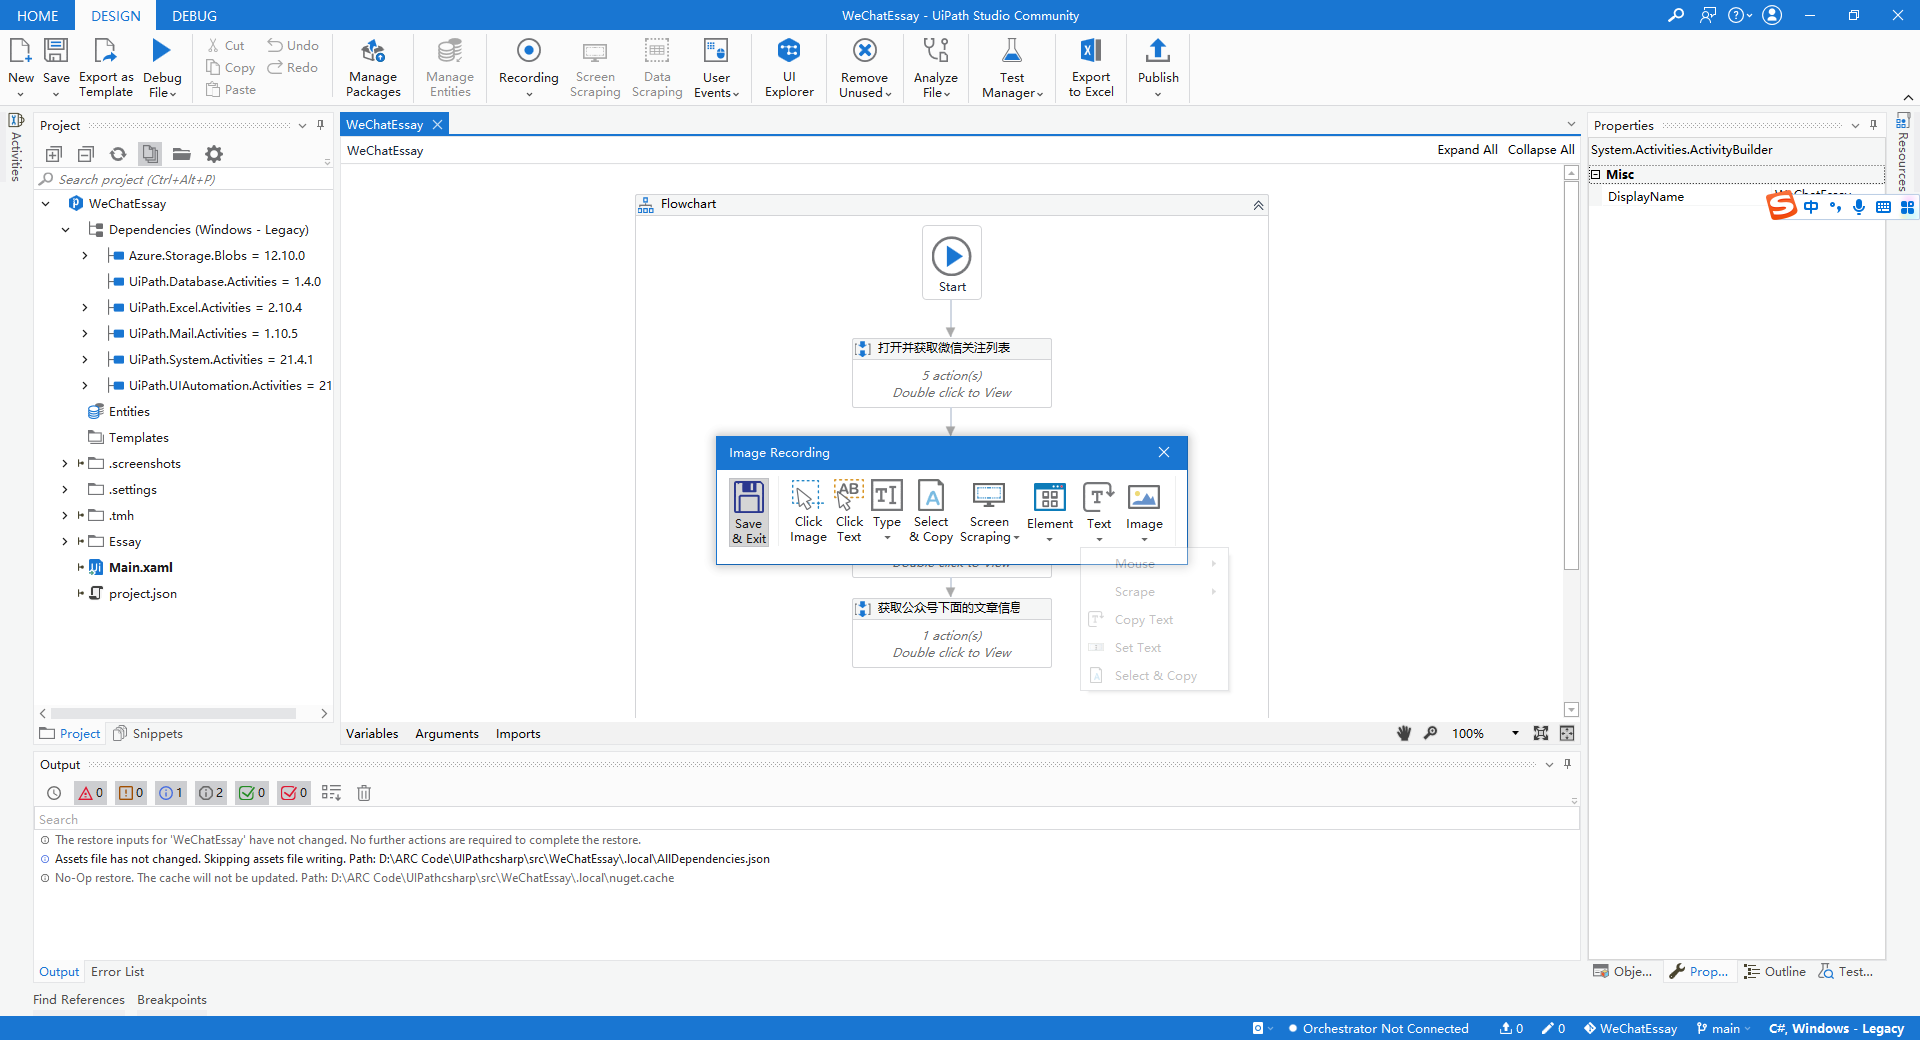 HOME DESIGN DEBUG WeChatEssay - UiPath Studio Community
New Save Export as Template Debug File Cut Copy Paste Undo Redo Manage Packages Manage Entities Recording Screen Scraping Data Scraping User Events UI Explorer Remove Unused Analyze File Test Manager Export to Excel Publish
Activities
Project
Search project (Ctrl+Alt+P)
WeChatEssay
Dependencies (Windows - Legacy)
Azure.Storage.Blobs = 12.10.0
UiPath.Database.Activities = 1.4.0
UiPath.Excel.Activities = 2.10.4
UiPath.Mail.Activities = 1.10.5
UiPath.System.Activities = 21.4.1
UiPath.UIAutomation.Activities = 21
Entities
Templates
.screenshots
.settings
.tmh
Essay
Main.xaml
project.json
Project Snippets
WeChatEssay
WeChatEssay Expand All Collapse All
Flowchart
Start
打开并获取微信关注列表
5 action(s)
Double click to View
Image Recording
Save & Exit Click Image Click Text Type Select & Copy Screen Scraping Element Text Image
Double click to View
Mouse
Scrape
Copy Text
Set Text
Select & Copy
获取公众号下面的文章信息
1 action(s)
Double click to View
Variables Arguments Imports 100%
Properties
System.Activities.ActivityBuilder
Misc
DisplayName WeChatEssay
中
Resources
Output
0 0 1 2 0 0
Search
The restore inputs for 'WeChatEssay' have not changed. No further actions are required to complete the restore.
Assets file has not changed. Skipping assets file writing. Path: D:\ARC Code\UIPathcsharp\src\WeChatEssay\.local\AllDependencies.json
No-Op restore. The cache will not be updated. Path: D:\ARC Code\UIPathcsharp\src\WeChatEssay\.local\nuget.cache
Output Error List
Obje... Prop... Outline Test...
Find References Breakpoints
Orchestrator Not Connected 0 0 WeChatEssay main C#, Windows - Legacy